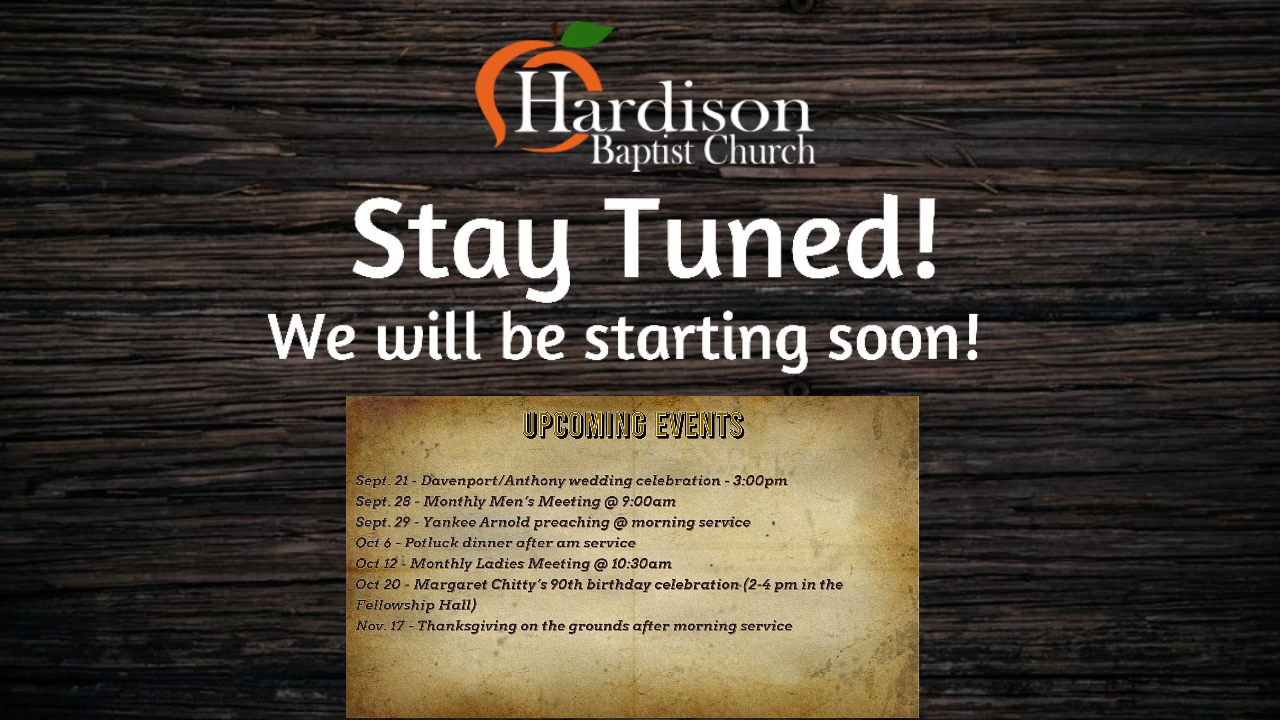 Hardison
Baptist Church
Stay Tuned!
We will be starting soon!
UPCOMING EVENTS
Sept. 21 - Davenport/Anthony wedding celebration - 3:00pm
Sept. 28 - Monthly Men's Meeting @ 9:00am
Sept. 29 - Yankee Arnold preaching @ morning service
Oct 6 - Potluck dinner after am service
Oct 12 - Monthly Ladies Meeting @ 10:30am
Oct 20 - Margaret Chitty's 90th birthday celebration (2-4 pm in the
Fellowship Hall)
Nov. 17 - Thanksgiving on the grounds after morning service